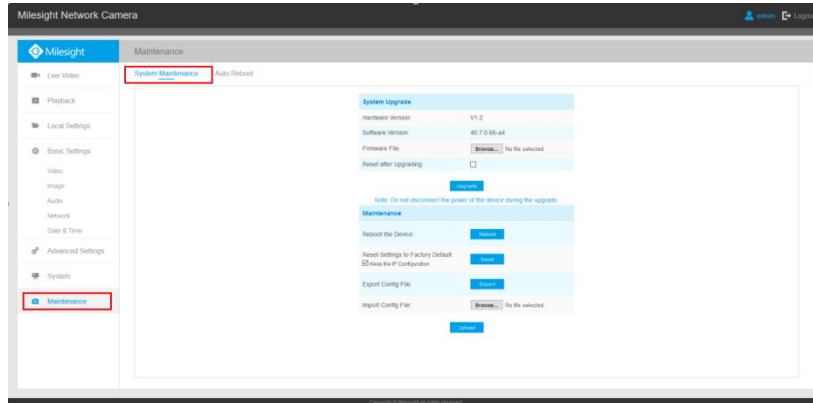 Milesight Network Camera
admin
Logout
Milesight
Maintenance
Live Video
Playback
Local Settings
Basic Settings
Video
Image
Audio
Network
Date & Time
Advanced Settings
System
Maintenance
System Maintenance Auto Reboot
System Upgrade
Hardware Version: V1.2
Software Version: 40.7.0.66-a4
Firmware File: Browse... No file selected.
Reset after Upgrading:
Upgrade
Note: Do not disconnect the power of the device during the upgrade.
Maintenance
Reboot the Device: Reboot
Reset Settings to Factory Default Reset
Keep the IP Configuration
Export Config File: Export
Import Config File: Browse... No file selected.
Upload